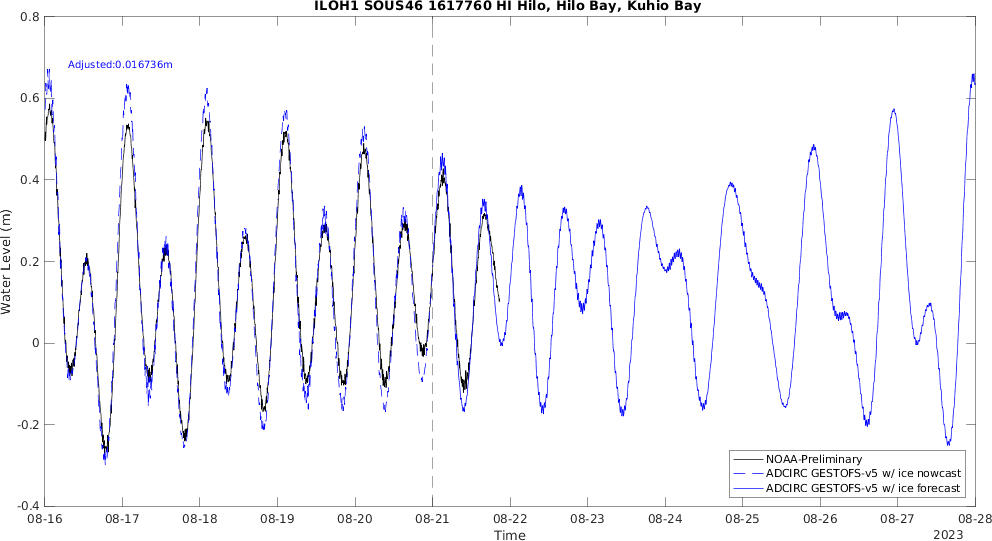 ILOH1 SOUS46 1617760 HI Hilo, Hilo Bay, Kuhio Bay
Adjusted:0.016736m
0.8
0.6
0.4
0.2
0
-0.2
-0.4
Water Level (m)
NOAA-Preliminary
ADCIRC GESTOFS-v5 w/ ice nowcast
ADCIRC GESTOFS-v5 w/ ice forecast
08-16 08-17 08-18 08-19 08-20 08-21 08-22 08-23 08-24 08-25 08-26 08-27 08-28
Time
2023